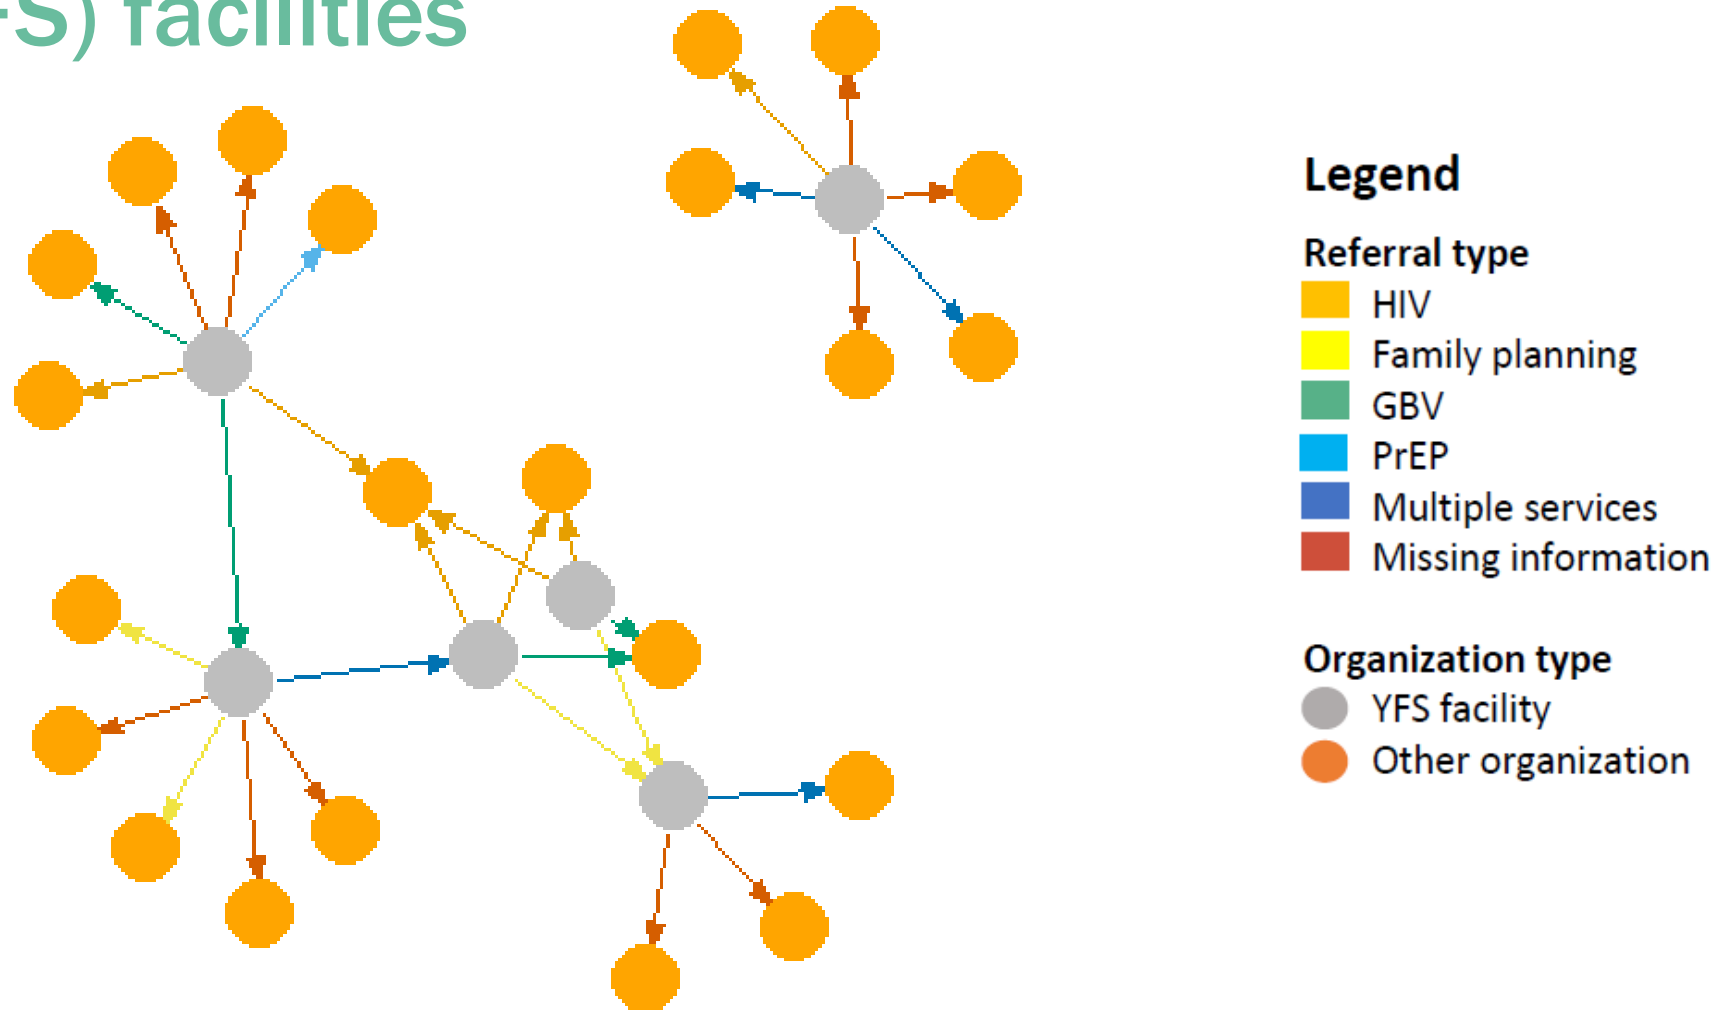 FS) facilities
Legend
Referral type
HIV
Family planning
GBV
PrEP
Multiple services
Missing information
Organization type
YFS facility
Other organization